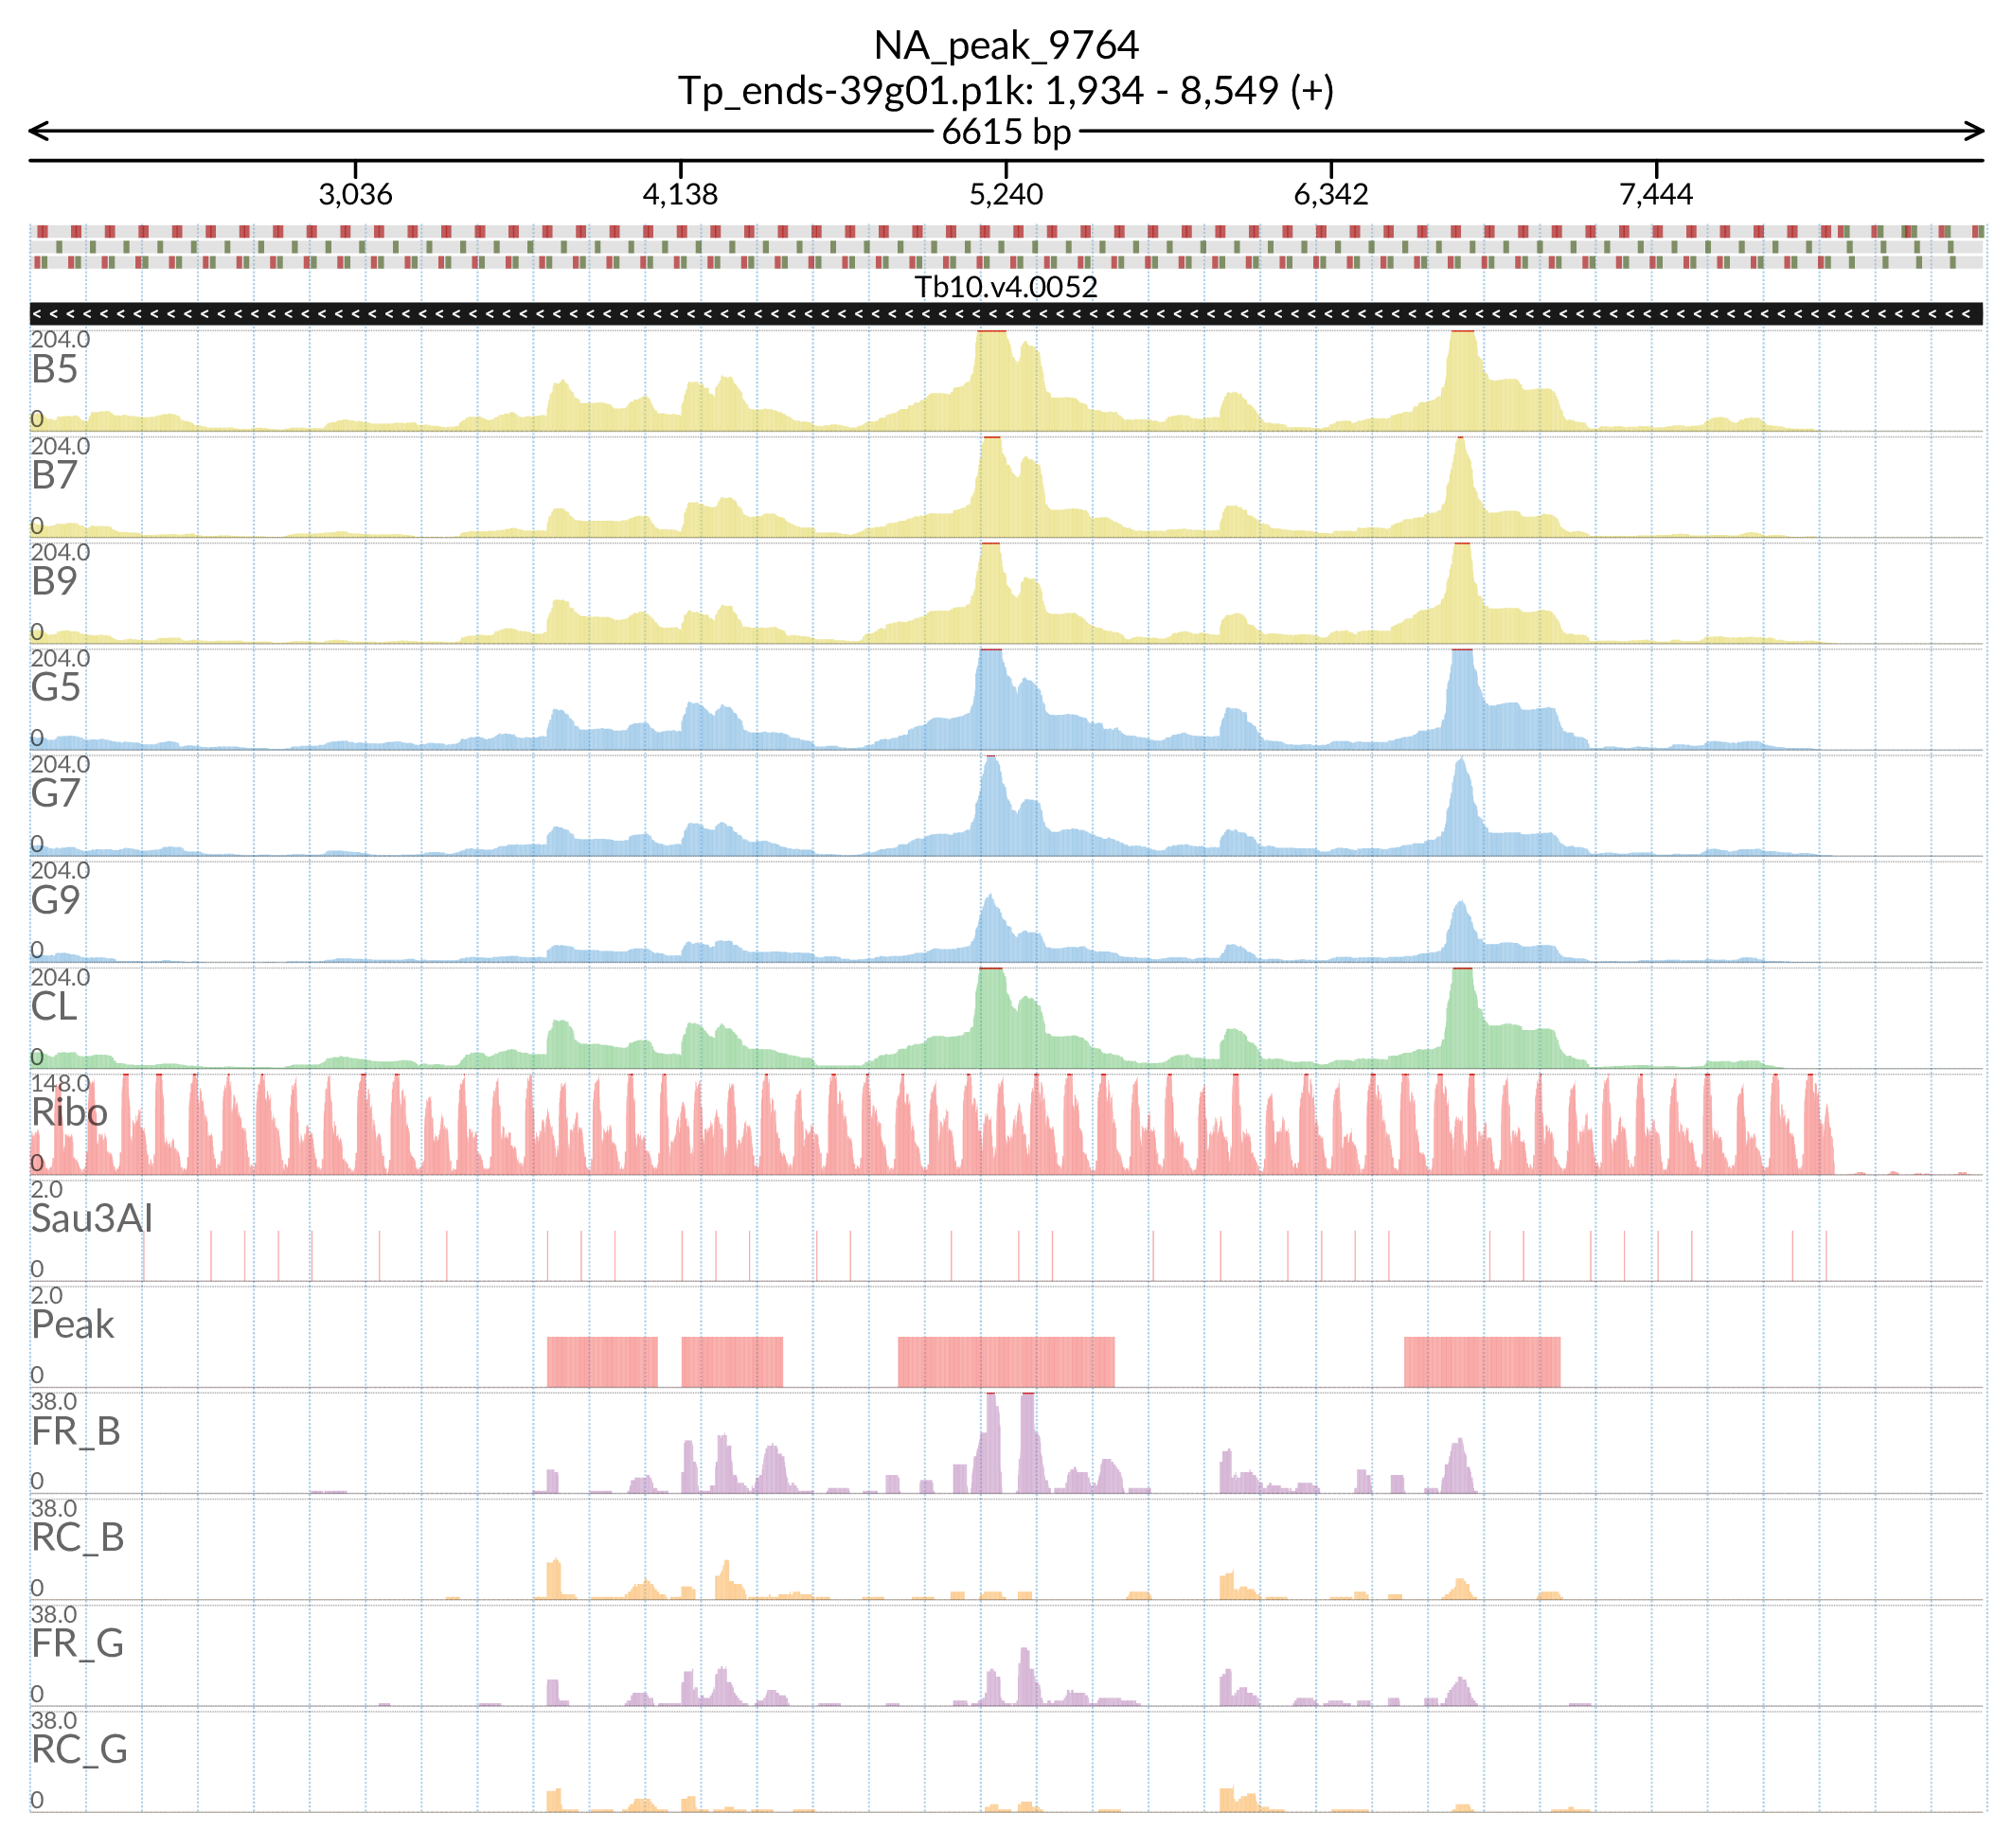 NA_peak_9764
Tp_ends-39g01.p1k: 1,934 - 8,549 (+)
6615 bp
3,036 4,138 5,240 6,342 7,444
Tb10.v4.0052
204.0
B5
0
204.0
B7
0
204.0
B9
0
204.0
G5
0
204.0
G7
0
204.0
G9
0
204.0
CL
0
148.0
Ribo
0
2.0
Sau3AI
0
2.0
Peak
0
38.0
FR_B
0
38.0
RC_B
0
38.0
FR_G
0
38.0
RC_G
0